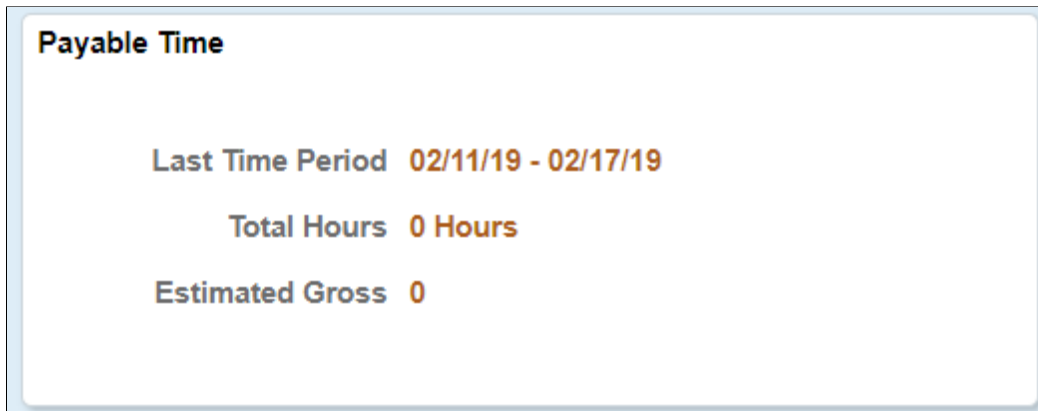 Payable Time
Last Time Period 02/11/19 - 02/17/19
Total Hours 0 Hours
Estimated Gross 0